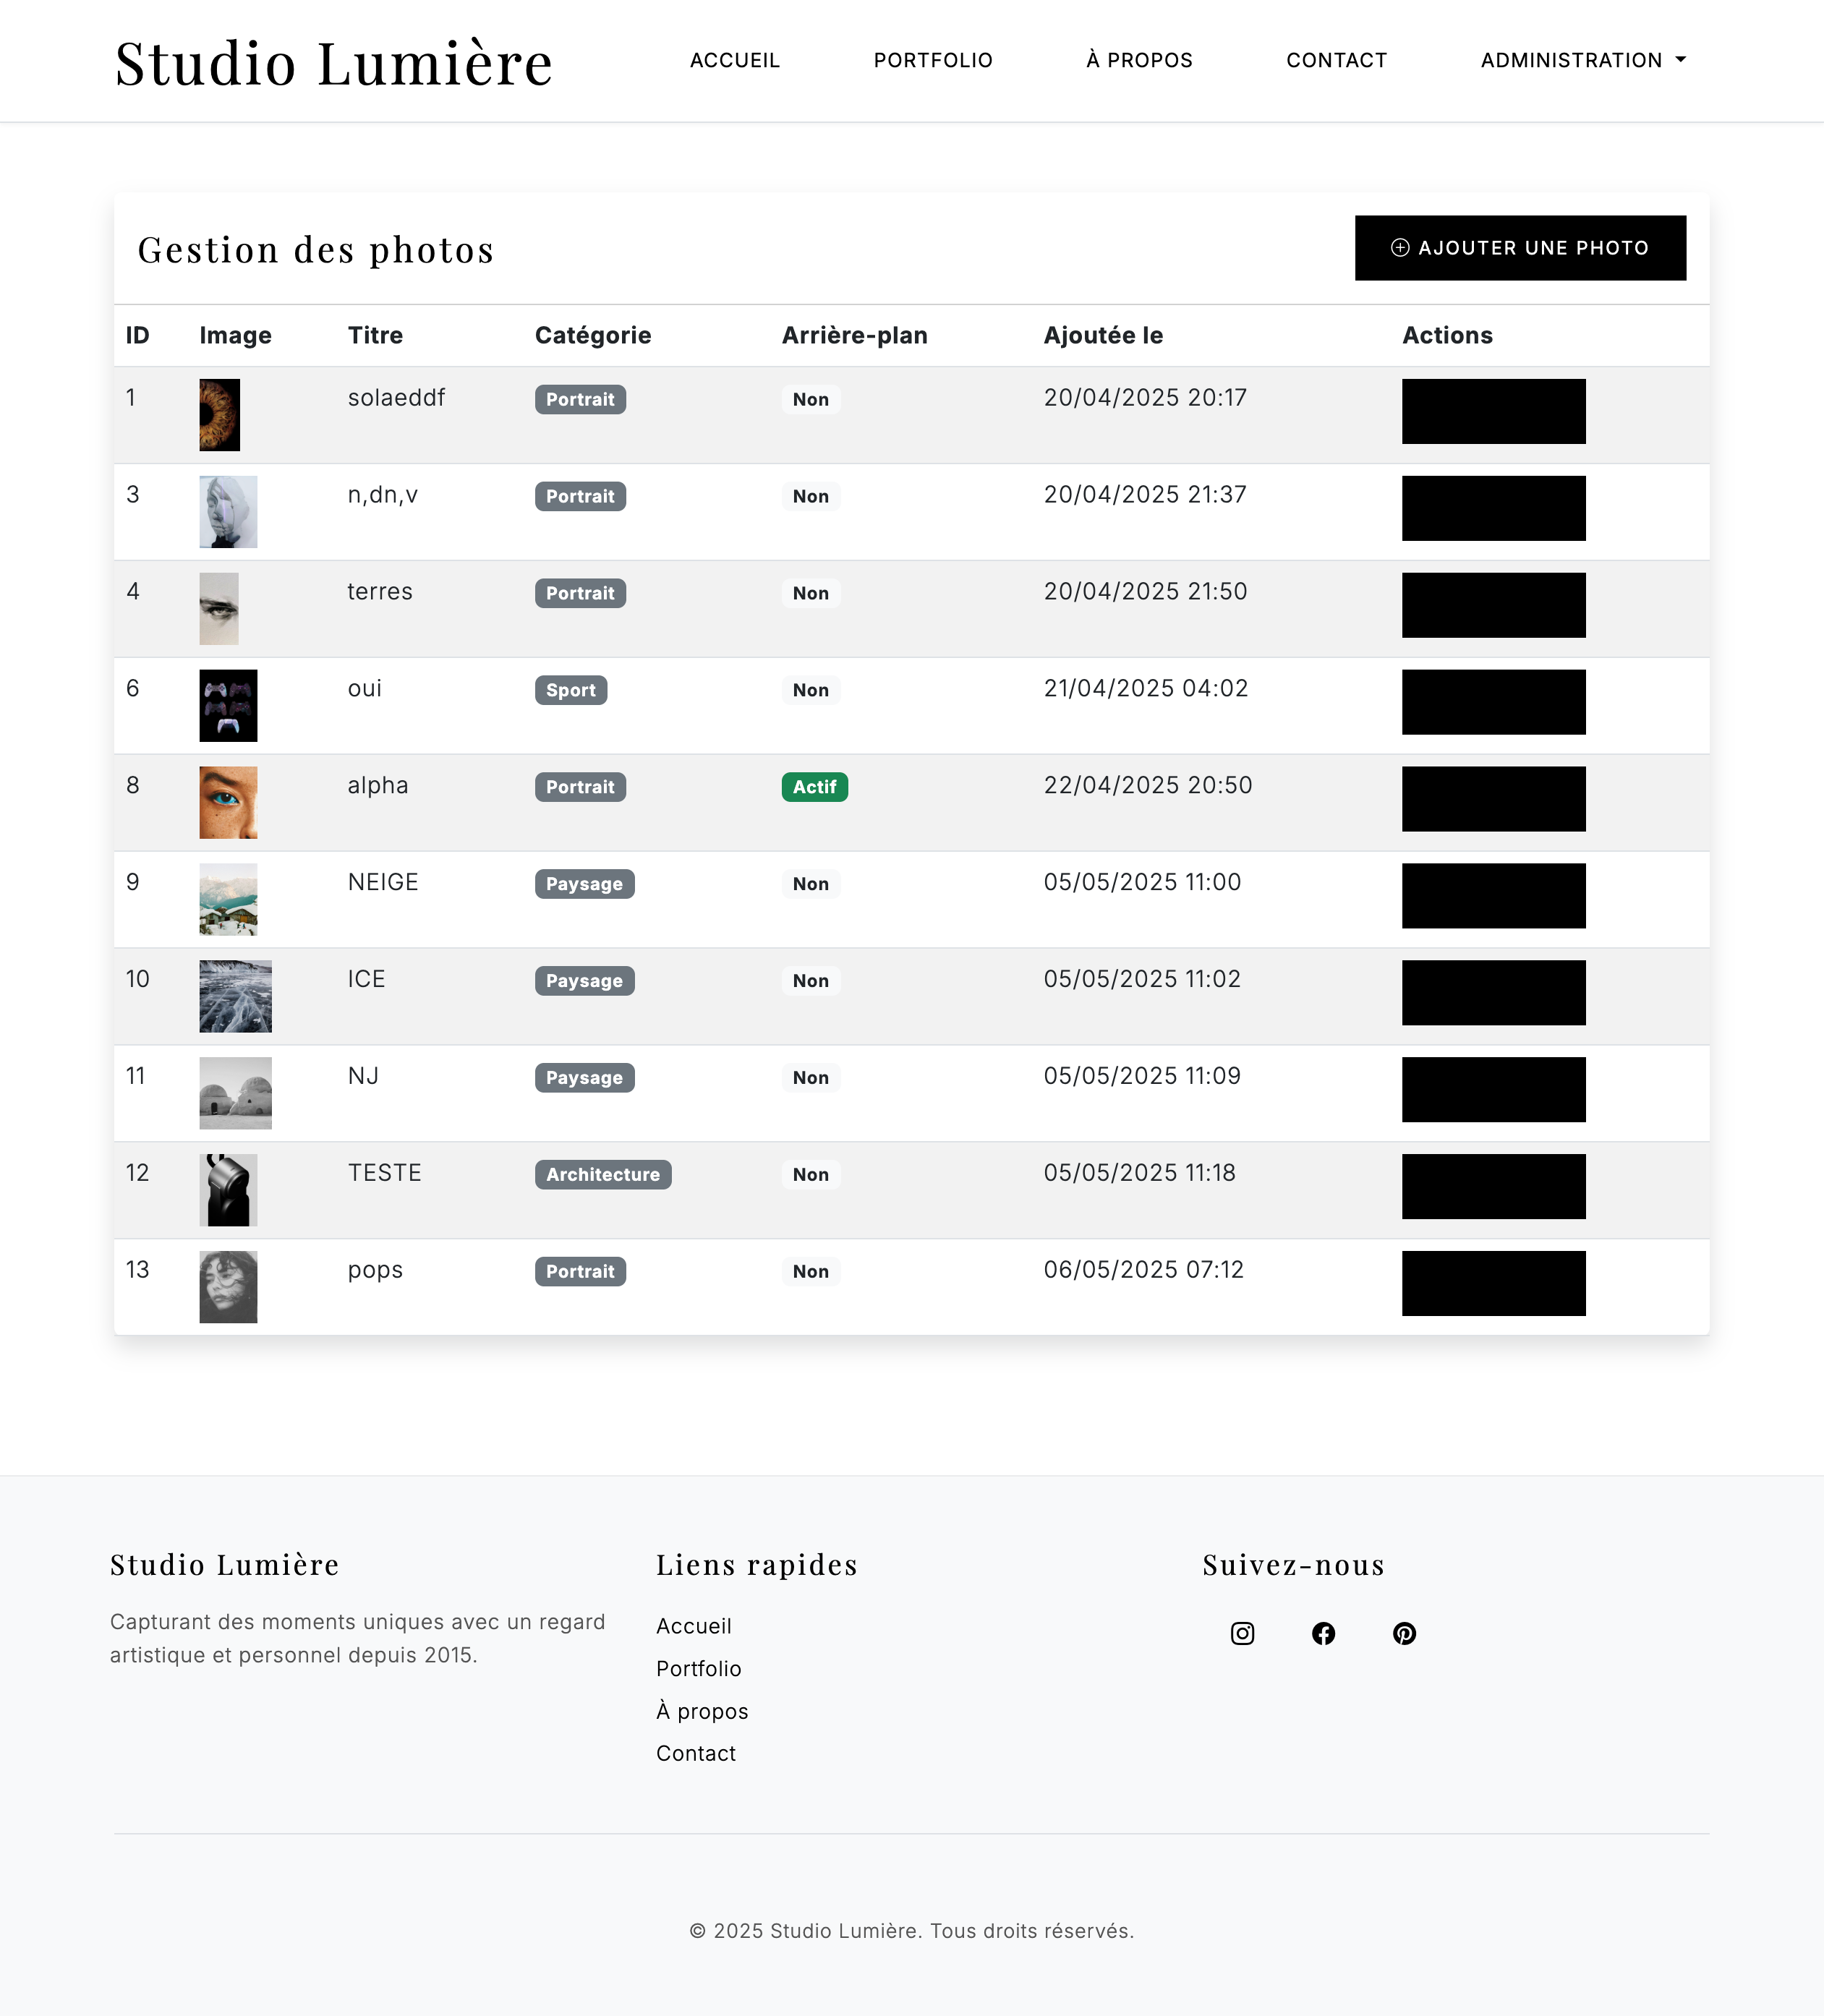 Studio Lumière
ACCUEIL PORTFOLIO À PROPOS CONTACT ADMINISTRATION
Gestion des photos
AJOUTER UNE PHOTO
ID Image Titre Catégorie Arrière-plan Ajoutée le Actions
1 solaeddf Portrait Non 20/04/2025 20:17
3 n,dn,v Portrait Non 20/04/2025 21:37
4 terres Portrait Non 20/04/2025 21:50
6 oui Sport Non 21/04/2025 04:02
8 alpha Portrait Actif 22/04/2025 20:50
9 NEIGE Paysage Non 05/05/2025 11:00
10 ICE Paysage Non 05/05/2025 11:02
11 NJ Paysage Non 05/05/2025 11:09
12 TESTE Architecture Non 05/05/2025 11:18
13 pops Portrait Non 06/05/2025 07:12
Studio Lumière
Capturant des moments uniques avec un regard
artistique et personnel depuis 2015.
Liens rapides
Accueil
Portfolio
À propos
Contact
Suivez-nous
© 2025 Studio Lumière. Tous droits réservés.